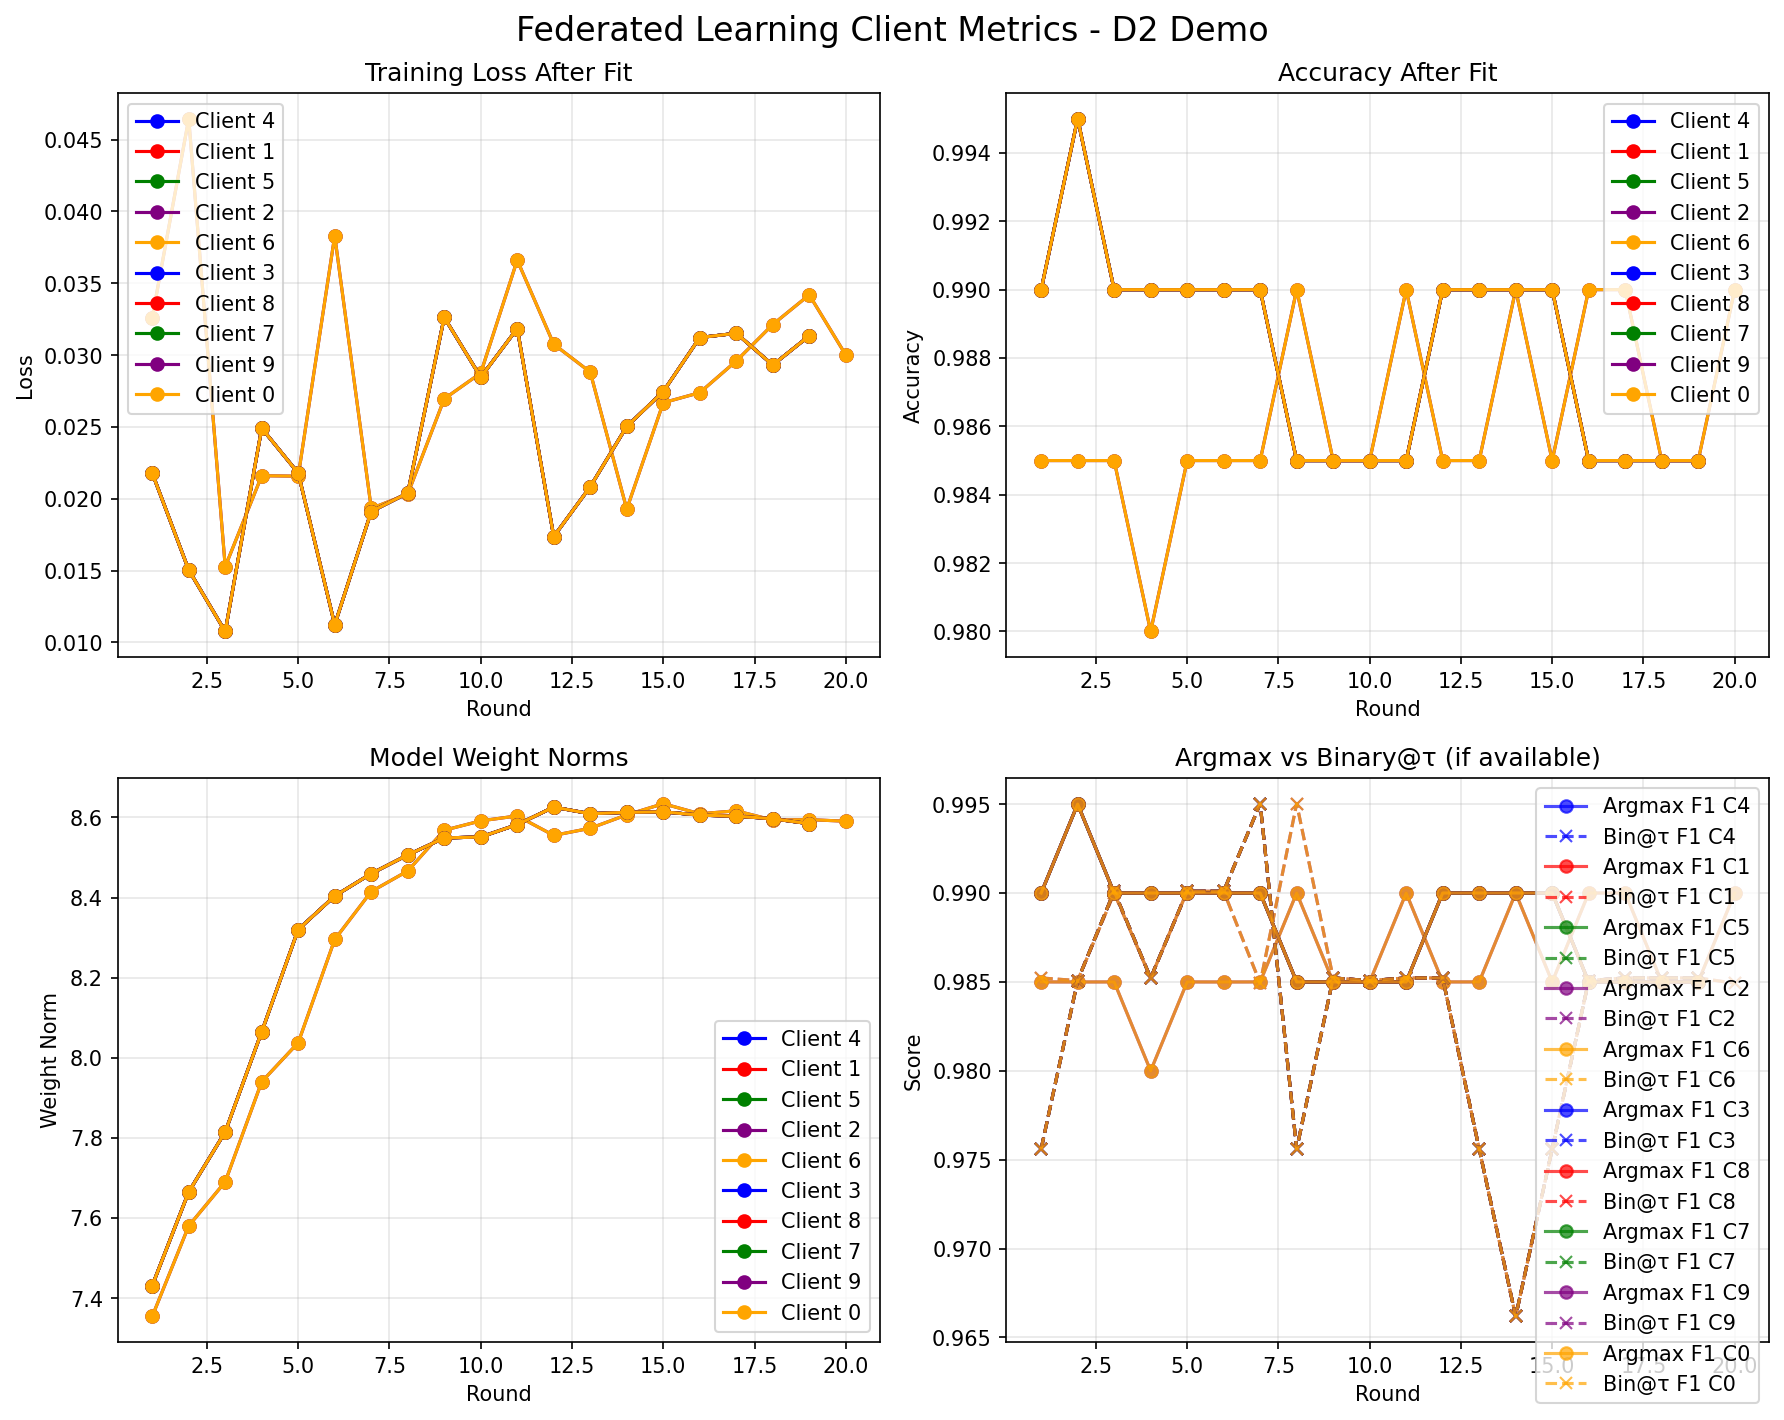 Federated Learning Client Metrics - D2 Demo
Training Loss After Fit
Loss
0.045
0.040
0.035
0.030
0.025
0.020
0.015
0.010
Client 4
Client 1
Client 5
Client 2
Client 6
Client 3
Client 8
Client 7
Client 9
Client 0
2.5 5.0 7.5 10.0 12.5 15.0 17.5 20.0
Round
Accuracy After Fit
Accuracy
0.994
0.992
0.990
0.988
0.986
0.984
0.982
0.980
Client 4
Client 1
Client 5
Client 2
Client 6
Client 3
Client 8
Client 7
Client 9
Client 0
2.5 5.0 7.5 10.0 12.5 15.0 17.5 20.0
Round
Model Weight Norms
Weight Norm
8.6
8.4
8.2
8.0
7.8
7.6
7.4
Client 4
Client 1
Client 5
Client 2
Client 6
Client 3
Client 8
Client 7
Client 9
Client 0
2.5 5.0 7.5 10.0 12.5 15.0 17.5 20.0
Round
Argmax vs Binary@τ (if available)
Score
0.995
0.990
0.985
0.980
0.975
0.970
0.965
Argmax F1 C4
Bin@τ F1 C4
Argmax F1 C1
Bin@τ F1 C1
Argmax F1 C5
Bin@τ F1 C5
Argmax F1 C2
Bin@τ F1 C2
Argmax F1 C6
Bin@τ F1 C6
Argmax F1 C3
Bin@τ F1 C3
Argmax F1 C8
Bin@τ F1 C8
Argmax F1 C7
Bin@τ F1 C7
Argmax F1 C9
Bin@τ F1 C9
Argmax F1 C0
Bin@τ F1 C0
2.5 5.0 7.5 10.0 12.5 15.0 17.5 20.0
Round